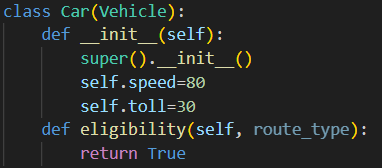 class Car(Vehicle):
    def __init__(self):
        super().__init__()
        self.speed=80
        self.toll=30
    def eligibility(self, route_type):
        return True